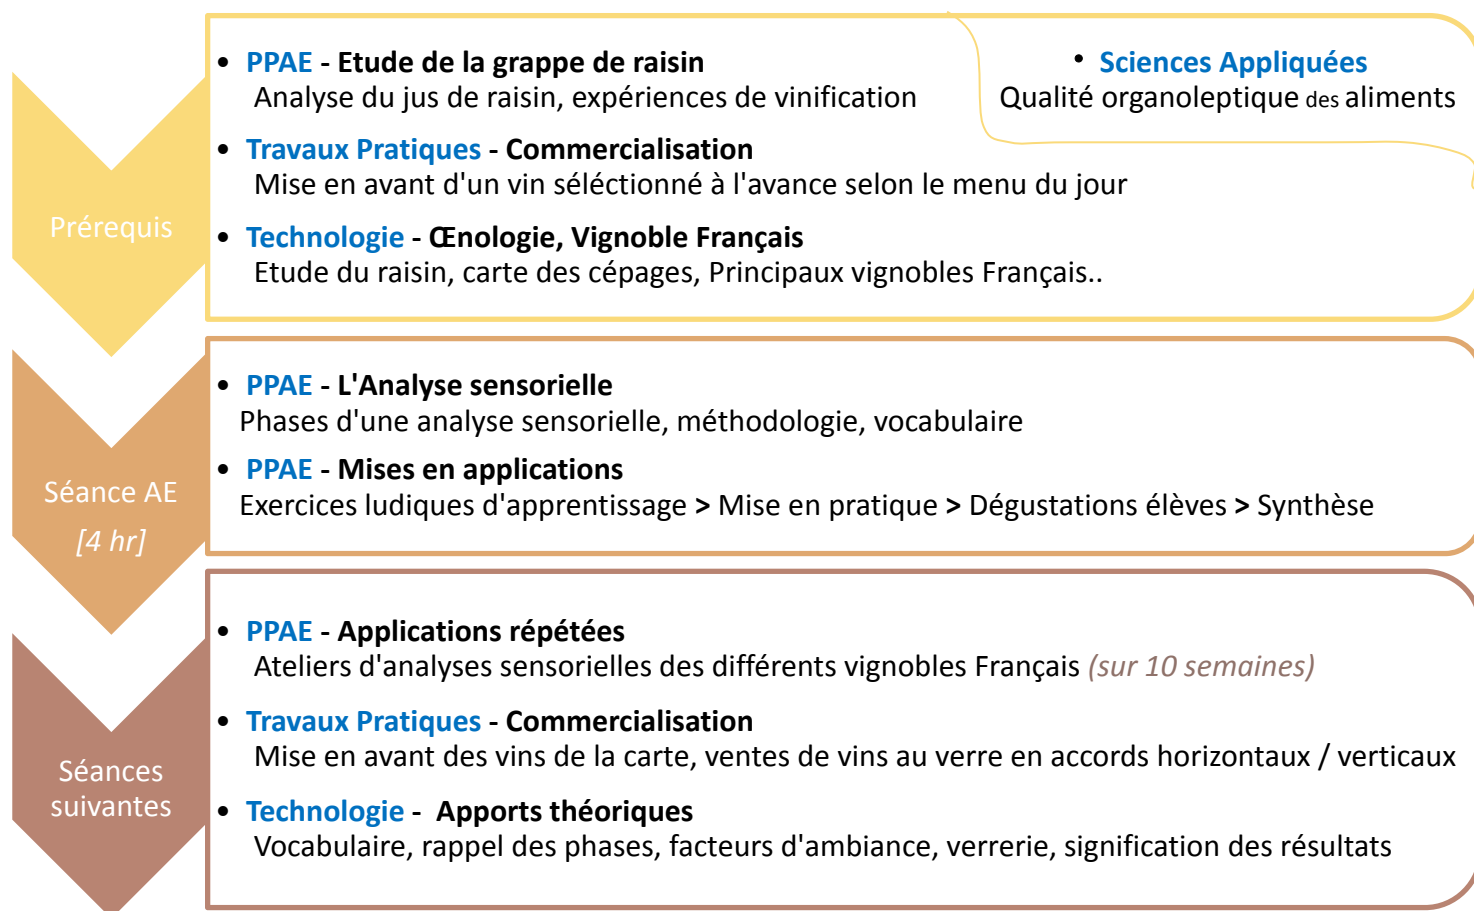 Prérequis
• PPAE - Etude de la grappe de raisin
Analyse du jus de raisin, expériences de vinification
• Sciences Appliquées
Qualité organoleptique des aliments
• Travaux Pratiques - Commercialisation
Mise en avant d'un vin séléctionné à l'avance selon le menu du jour
• Technologie - Œnologie, Vignoble Français
Etude du raisin, carte des cépages, Principaux vignobles Français..
Séance AE
[4 hr]
• PPAE - L'Analyse sensorielle
Phases d'une analyse sensorielle, méthodologie, vocabulaire
• PPAE - Mises en applications
Exercices ludiques d'apprentissage > Mise en pratique > Dégustations élèves > Synthèse
Séances
suivantes
• PPAE - Applications répétées
Ateliers d'analyses sensorielles des différents vignobles Français (sur 10 semaines)
• Travaux Pratiques - Commercialisation
Mise en avant des vins de la carte, ventes de vins au verre en accords horizontaux / verticaux
• Technologie - Apports théoriques
Vocabulaire, rappel des phases, facteurs d'ambiance, verrerie, signification des résultats